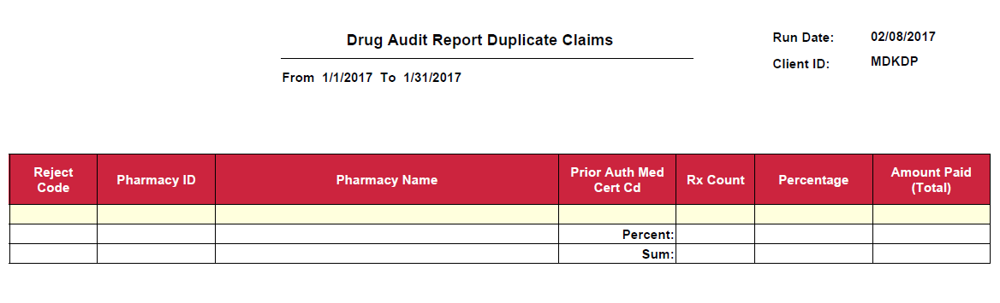 Drug Audit Report Duplicate Claims
Run Date: 02/08/2017
Client ID: MDKDP
From 1/1/2017 To 1/31/2017
Reject Code Pharmacy ID Pharmacy Name Prior Auth Med Cert Cd Rx Count Percentage Amount Paid (Total)
Percent:
Sum: